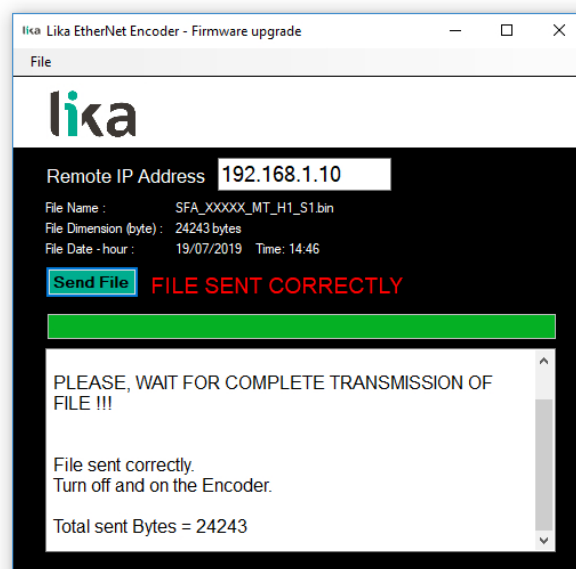 lika Lika EtherNet Encoder - Firmware upgrade
File
lika
Remote IP Address 192.168.1.10
File Name : SFA_XXXXX_MT_H1_S1.bin
File Dimension (byte) : 24243 bytes
File Date - hour : 19/07/2019 Time: 14:46
Send File FILE SENT CORRECTLY
PLEASE, WAIT FOR COMPLETE TRANSMISSION OF
FILE !!!
File sent correctly.
Turn off and on the Encoder.
Total sent Bytes = 24243